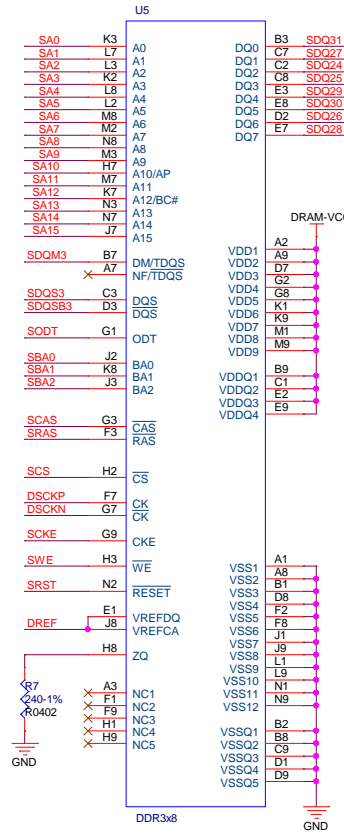 U5
SA0 K3 A0 DQ0 B3 SDQ31
SA1 L7 A1 DQ1 C7 SDQ27
SA2 L3 A2 DQ2 C2 SDQ24
SA3 K2 A3 DQ3 C8 SDQ25
SA4 L8 A4 DQ4 E3 SDQ29
SA5 L2 A5 DQ5 E8 SDQ30
SA6 M8 A6 DQ6 D2 SDQ26
SA7 M2 A7 DQ7 E7 SDQ28
SA8 N8 A8
SA9 M3 A9
SA10 H7 A10/AP
SA11 M7 A11
SA12 K7 A12/BC#
SA13 N3 A13
SA14 N7 A14
SA15 J7 A15
DRAM-VCC
VDD1 A2
VDD2 A9
VDD3 D7
VDD4 G2
VDD5 G8
VDD6 K1
VDD7 K9
VDD8 M1
VDD9 M9
SDQM3 B7 DM/TDQS
A7 NF/TDQS
SDQS3 C3 DQS
SDQSB3 D3 DQS
SODT G1 ODT
SBA0 J2 BA0
SBA1 K8 BA1
SBA2 J3 BA2
VDDQ1 B9
VDDQ2 C1
VDDQ3 E2
VDDQ4 E9
SCAS G3 CAS
SRAS F3 RAS
SCS H2 CS
DSCKP F7 CK
DSCKN G7 CK
SCKE G9 CKE
SWE H3 WE
SRST N2 RESET
E1 VREFDQ
DREF J8 VREFCA
H8 ZQ
VSS1 A1
VSS2 A8
VSS3 B1
VSS4 D8
VSS5 F2
VSS6 F8
VSS7 J1
VSS8 J9
VSS9 L1
VSS10 L9
VSS11 N1
VSS12 N9
R7
240-1%
R0402
GND
A3 NC1
F1 NC2
F9 NC3
H1 NC4
H9 NC5
VSSQ1 B2
VSSQ2 B8
VSSQ3 C9
VSSQ4 D1
VSSQ5 D9
DDR3x8
GND